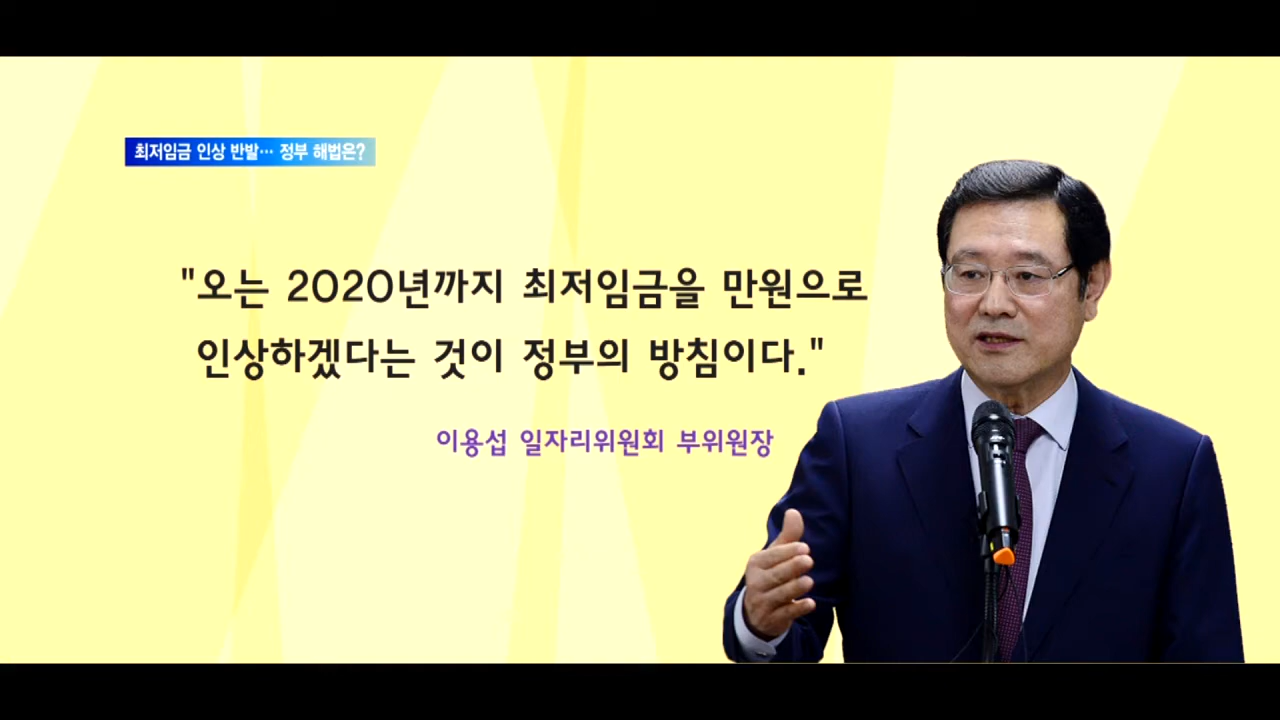 최저임금 인상 반발… 정부 해법은?
"오는 2020년까지 최저임금을 만원으로
인상하겠다는 것이 정부의 방침이다."
이용섭 일자리위원회 부위원장